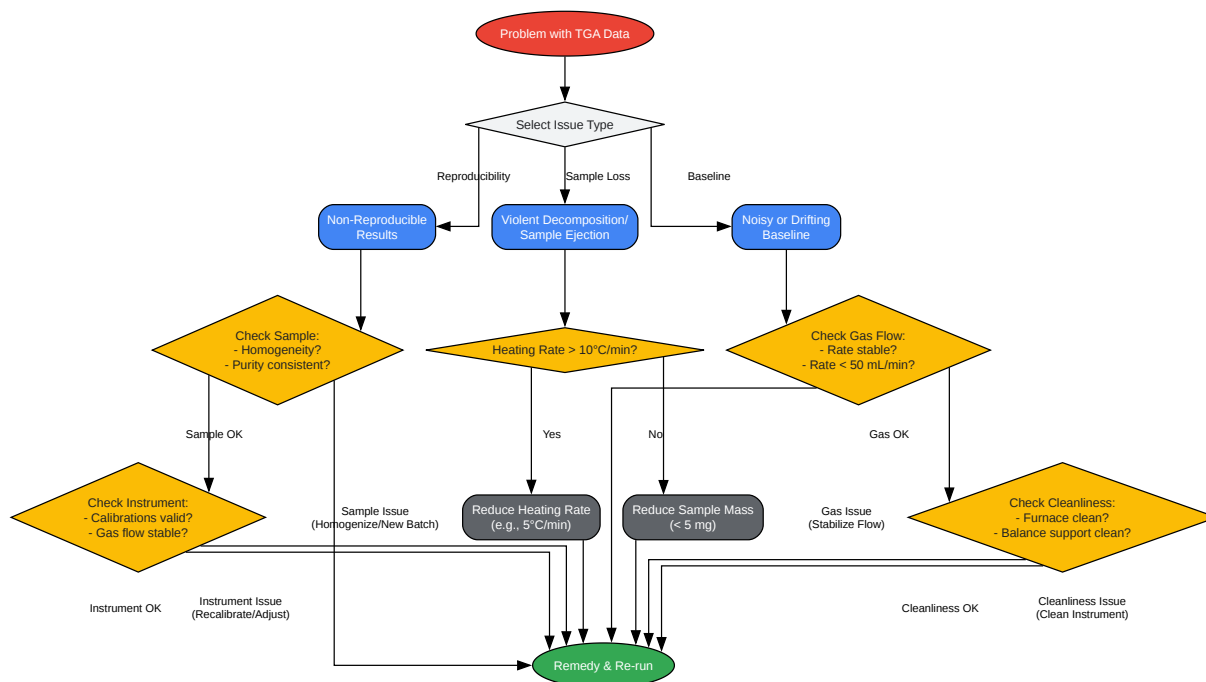 Problem with TGA Data
Select Issue Type
Reproducibility
Sample Loss
Baseline
Non-Reproducible
Results
Violent Decomposition/
Sample Ejection
Noisy or Drifting
Baseline
Check Sample:
- Homogeneity?
- Purity consistent?
Heating Rate > 10°C/min?
Check Gas Flow:
- Rate stable?
- Rate < 50 mL/min?
Sample OK
Yes
No
Gas OK
Check Instrument:
- Calibrations valid?
- Gas flow stable?
Sample Issue
(Homogenize/New Batch)
Reduce Heating Rate
(e.g., 5°C/min)
Reduce Sample Mass
(< 5 mg)
Gas Issue
(Stabilize Flow)
Check Cleanliness:
- Furnace clean?
- Balance support clean?
Instrument OK
Instrument Issue
(Recalibrate/Adjust)
Cleanliness OK
Cleanliness Issue
(Clean Instrument)
Remedy & Re-run